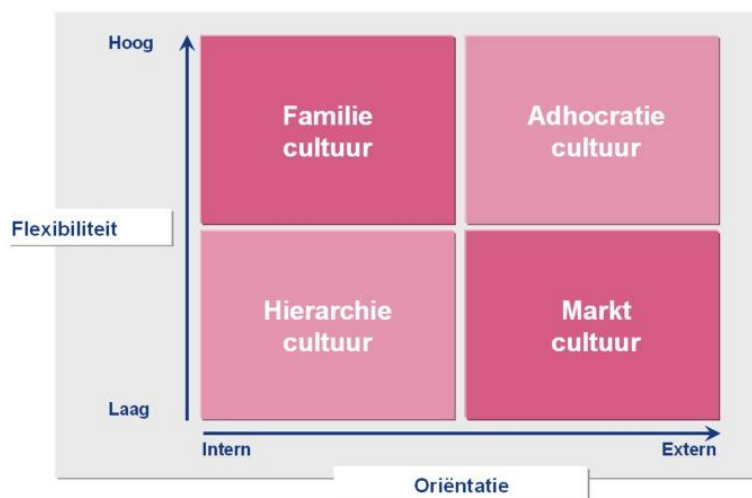 Hoog
Familie
cultuur
Adhocratie
cultuur
Flexibiliteit
Hierarchie
cultuur
Markt
cultuur
Laag
Intern
Extern
Oriëntatie